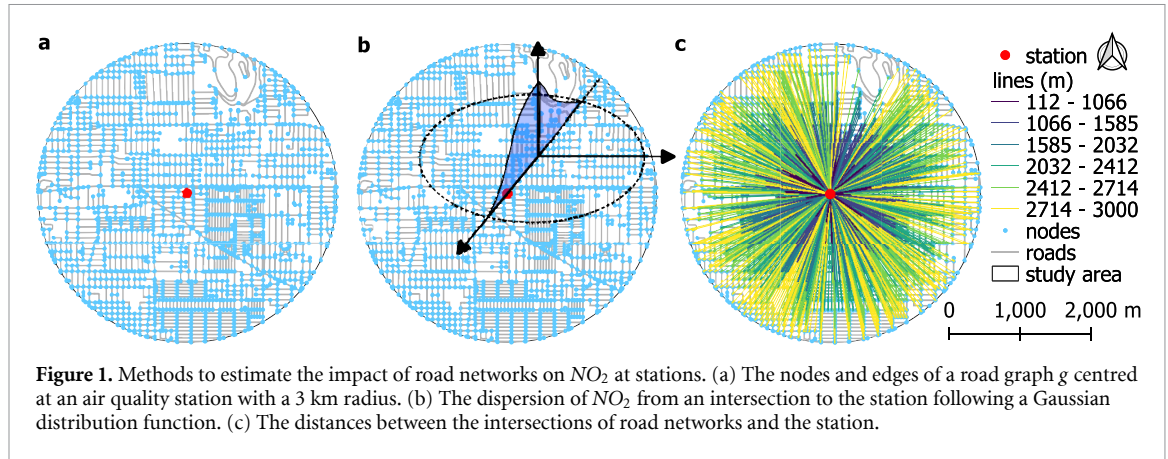 a
b
c
station
lines (m)
112 - 1066
1066 - 1585
1585 - 2032
2032 - 2412
2412 - 2714
2714 - 3000
nodes
roads
study area
0 1,000 2,000 m
Figure 1. Methods to estimate the impact of road networks on NO₂ at stations. (a) The nodes and edges of a road graph g centred
at an air quality station with a 3 km radius. (b) The dispersion of NO₂ from an intersection to the station following a Gaussian
distribution function. (c) The distances between the intersections of road networks and the station.